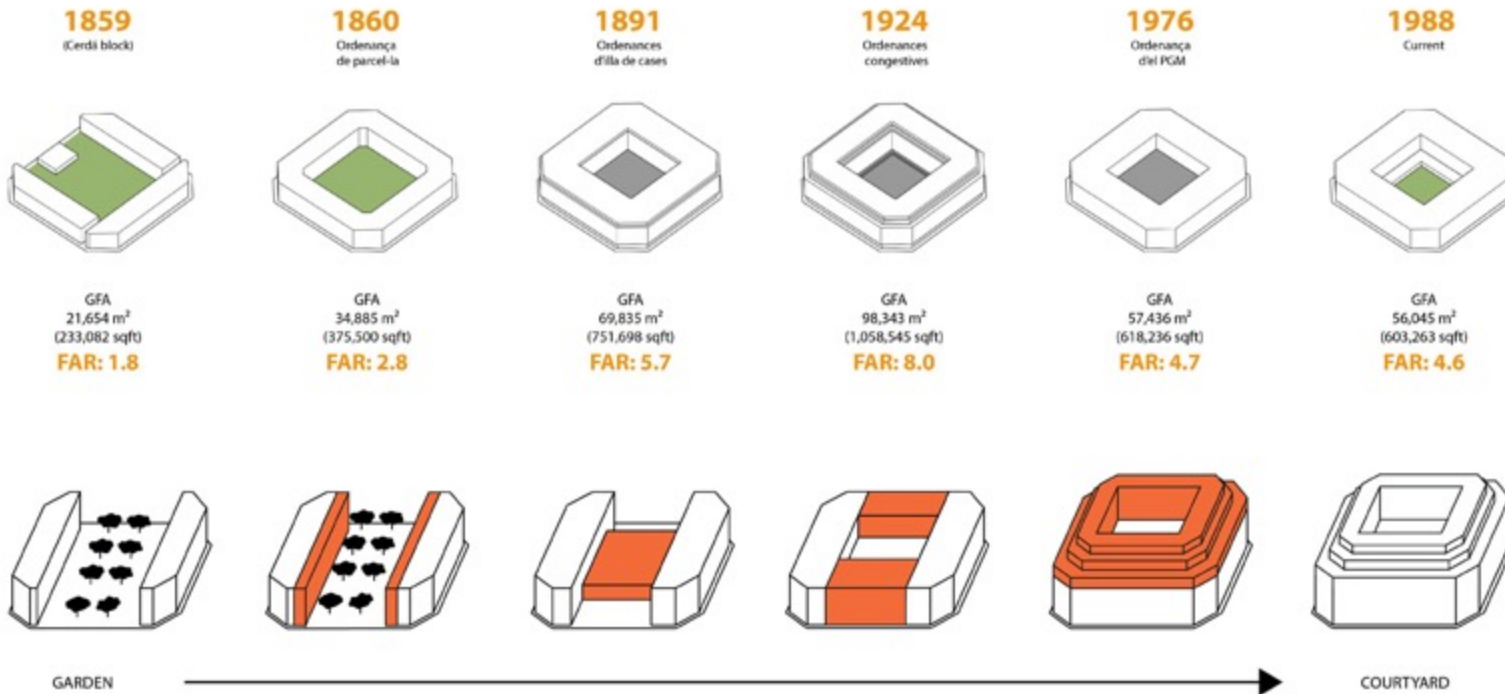 1859
(Cerdá block)
1860
Ordenança
de parcel·la
1891
Ordenances
d'illa de cases
1924
Ordenances
congestives
1976
Ordenança
d'el PGM
1988
Current
GFA
21,654 m²
(233,082 sqft)
FAR: 1.8
GFA
34,885 m²
(375,500 sqft)
FAR: 2.8
GFA
69,835 m²
(751,698 sqft)
FAR: 5.7
GFA
98,343 m²
(1,058,545 sqft)
FAR: 8.0
GFA
57,436 m²
(618,236 sqft)
FAR: 4.7
GFA
56,045 m²
(603,263 sqft)
FAR: 4.6
GARDEN
COURTYARD